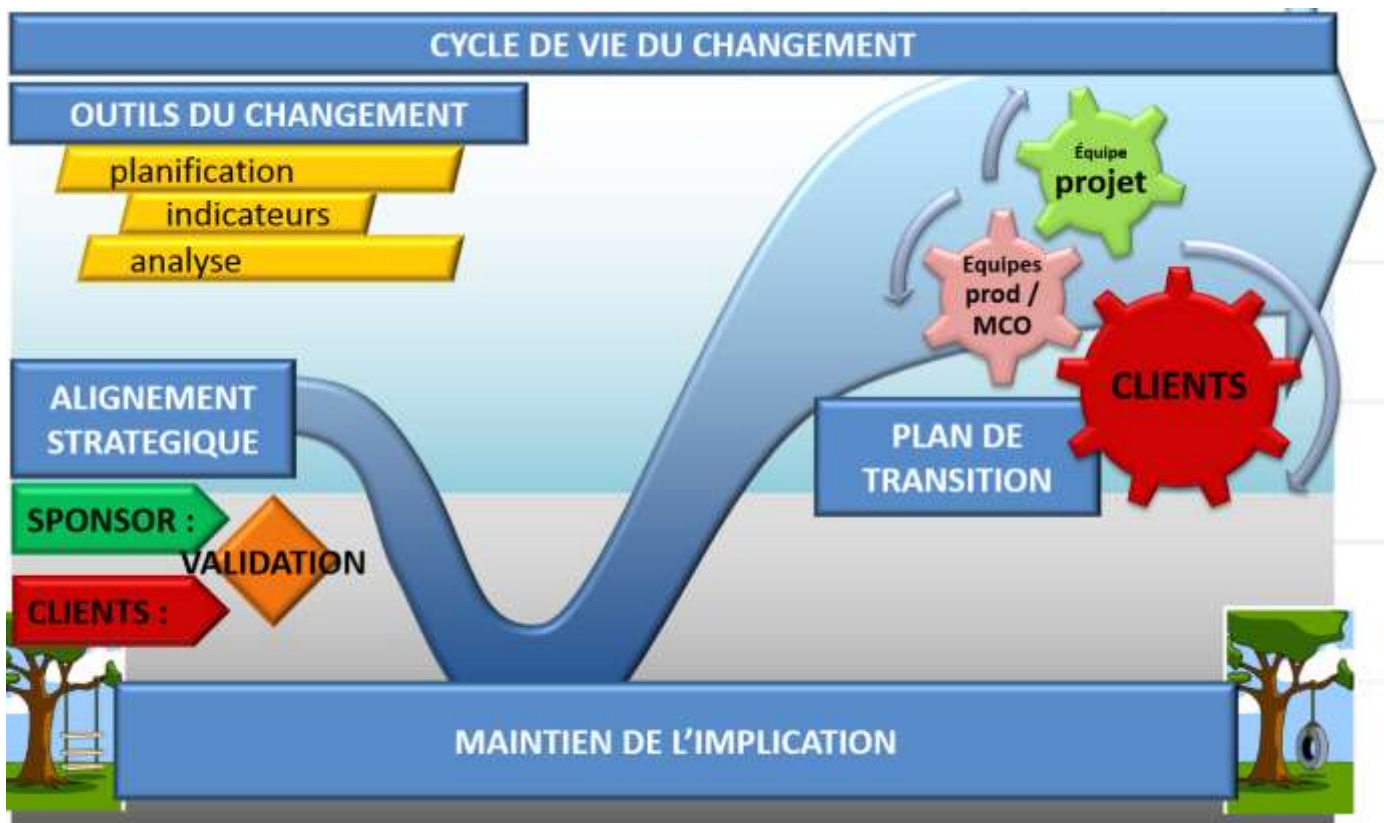 CYCLE DE VIE DU CHANGEMENT
OUTILS DU CHANGEMENT
planification
indicateurs
analyse
Équipe
projet
Equipes
prod /
MCO
CLIENTS
ALIGNEMENT
STRATEGIQUE
PLAN DE
TRANSITION
SPONSOR :
VALIDATION
CLIENTS :
MAINTIEN DE L’IMPLICATION